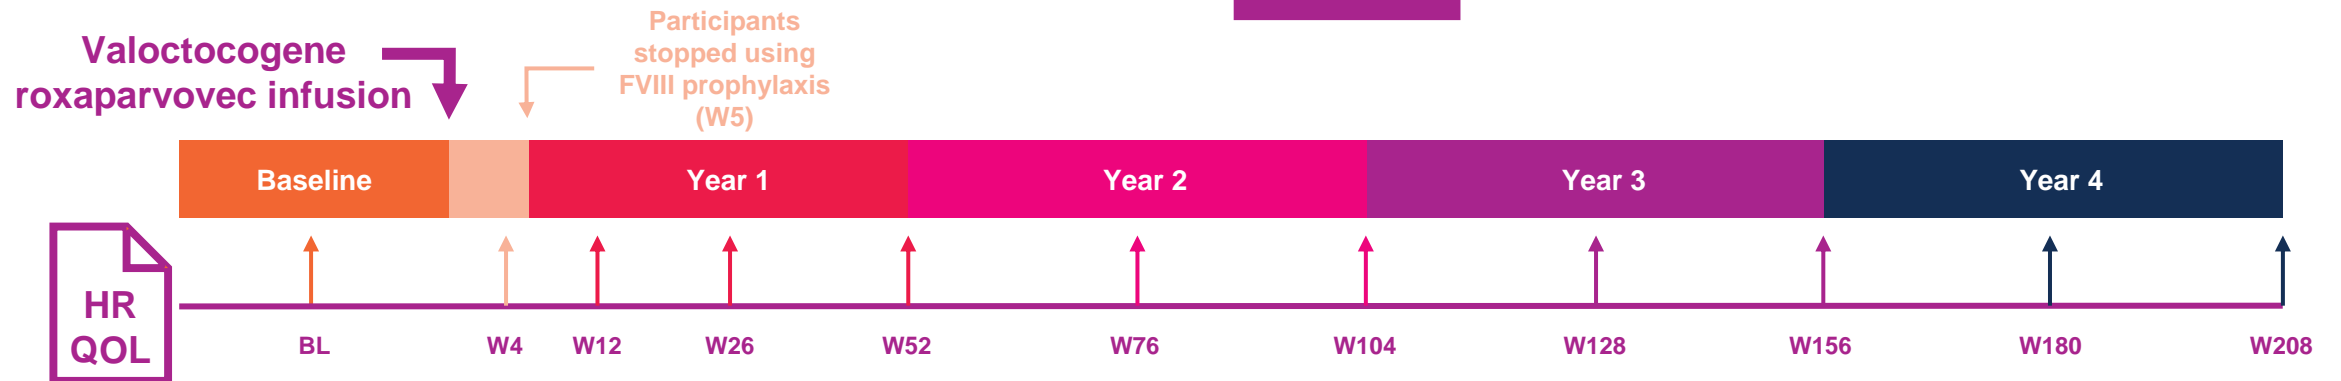 Participants
stopped using
FVIII prophylaxis
(W5)
Valoctocogene
roxaparvovec infusion
Baseline
Year 1
Year 2
Year 3
Year 4
HR
QOL
BL
W4
W12
W26
W52
W76
W104
W128
W156
W180
W208